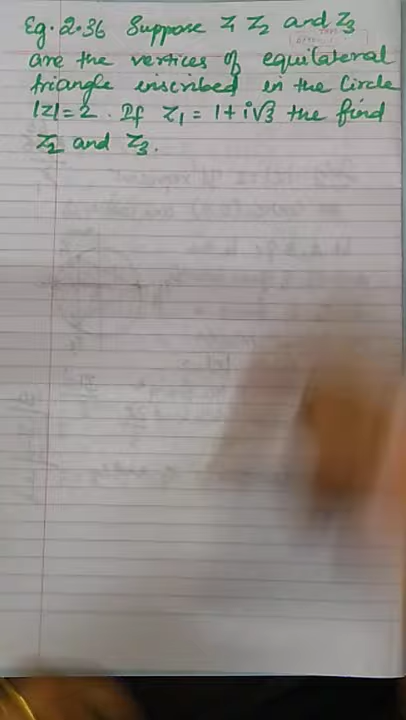 Eg. 2.36 Suppose z₁ z₂ and z₃
are the vertices of equilateral
triangle inscribed in the Circle
|z| = 2. If z₁ = 1 + i√3 the find
z₂ and z₃.